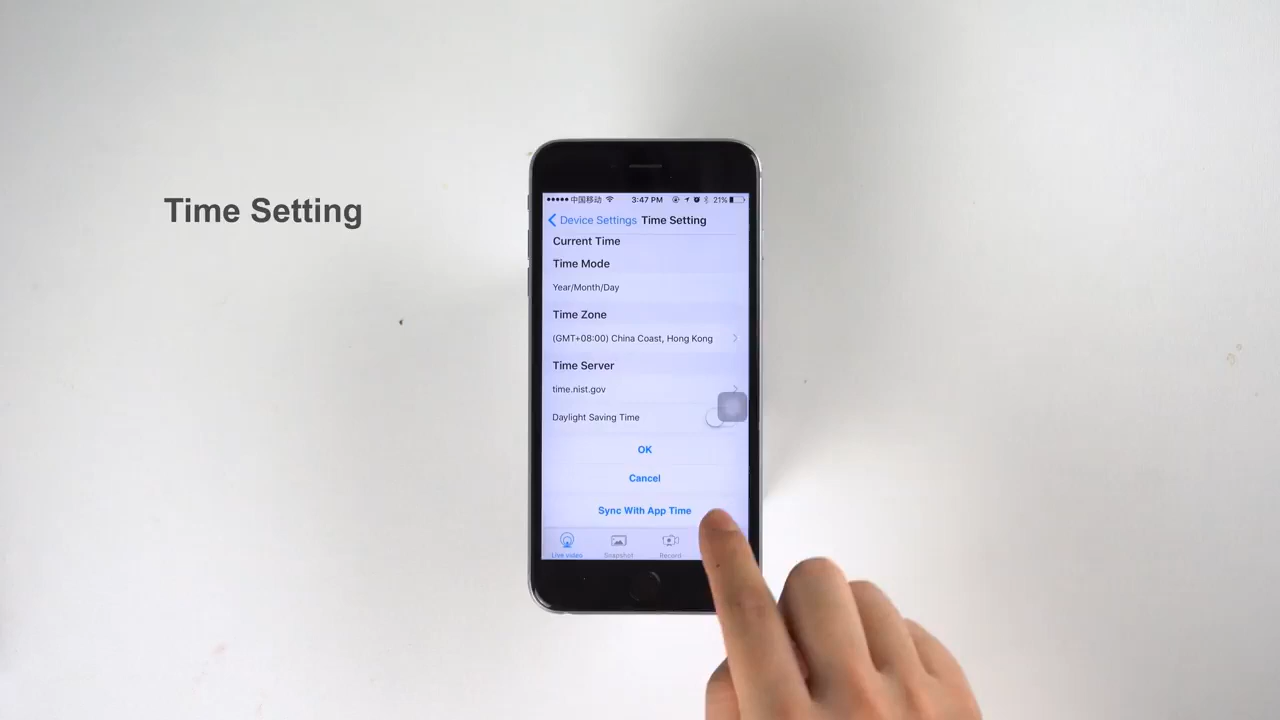 Time Setting
中国移动 3:47 PM 21%
Device Settings Time Setting
Current Time
Time Mode
Year/Month/Day
Time Zone
(GMT+08:00) China Coast, Hong Kong
Time Server
time.nist.gov
Daylight Saving Time
OK
Cancel
Sync With App Time
Live video Snapshot Record